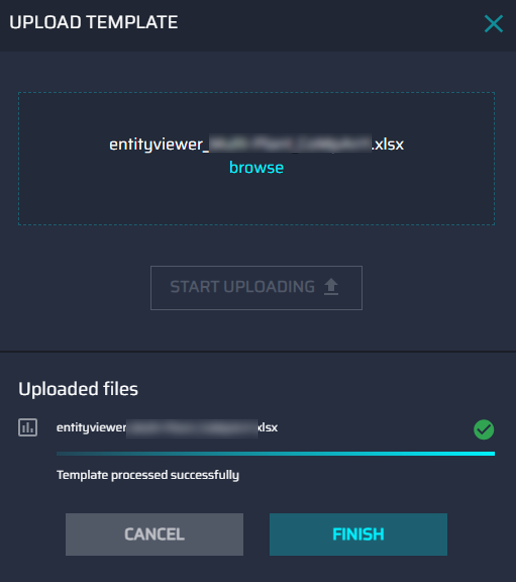 UPLOAD TEMPLATE
entityviewer_ .xlsx
browse
START UPLOADING
Uploaded files
entityviewer xlsx
Template processed successfully
CANCEL
FINISH